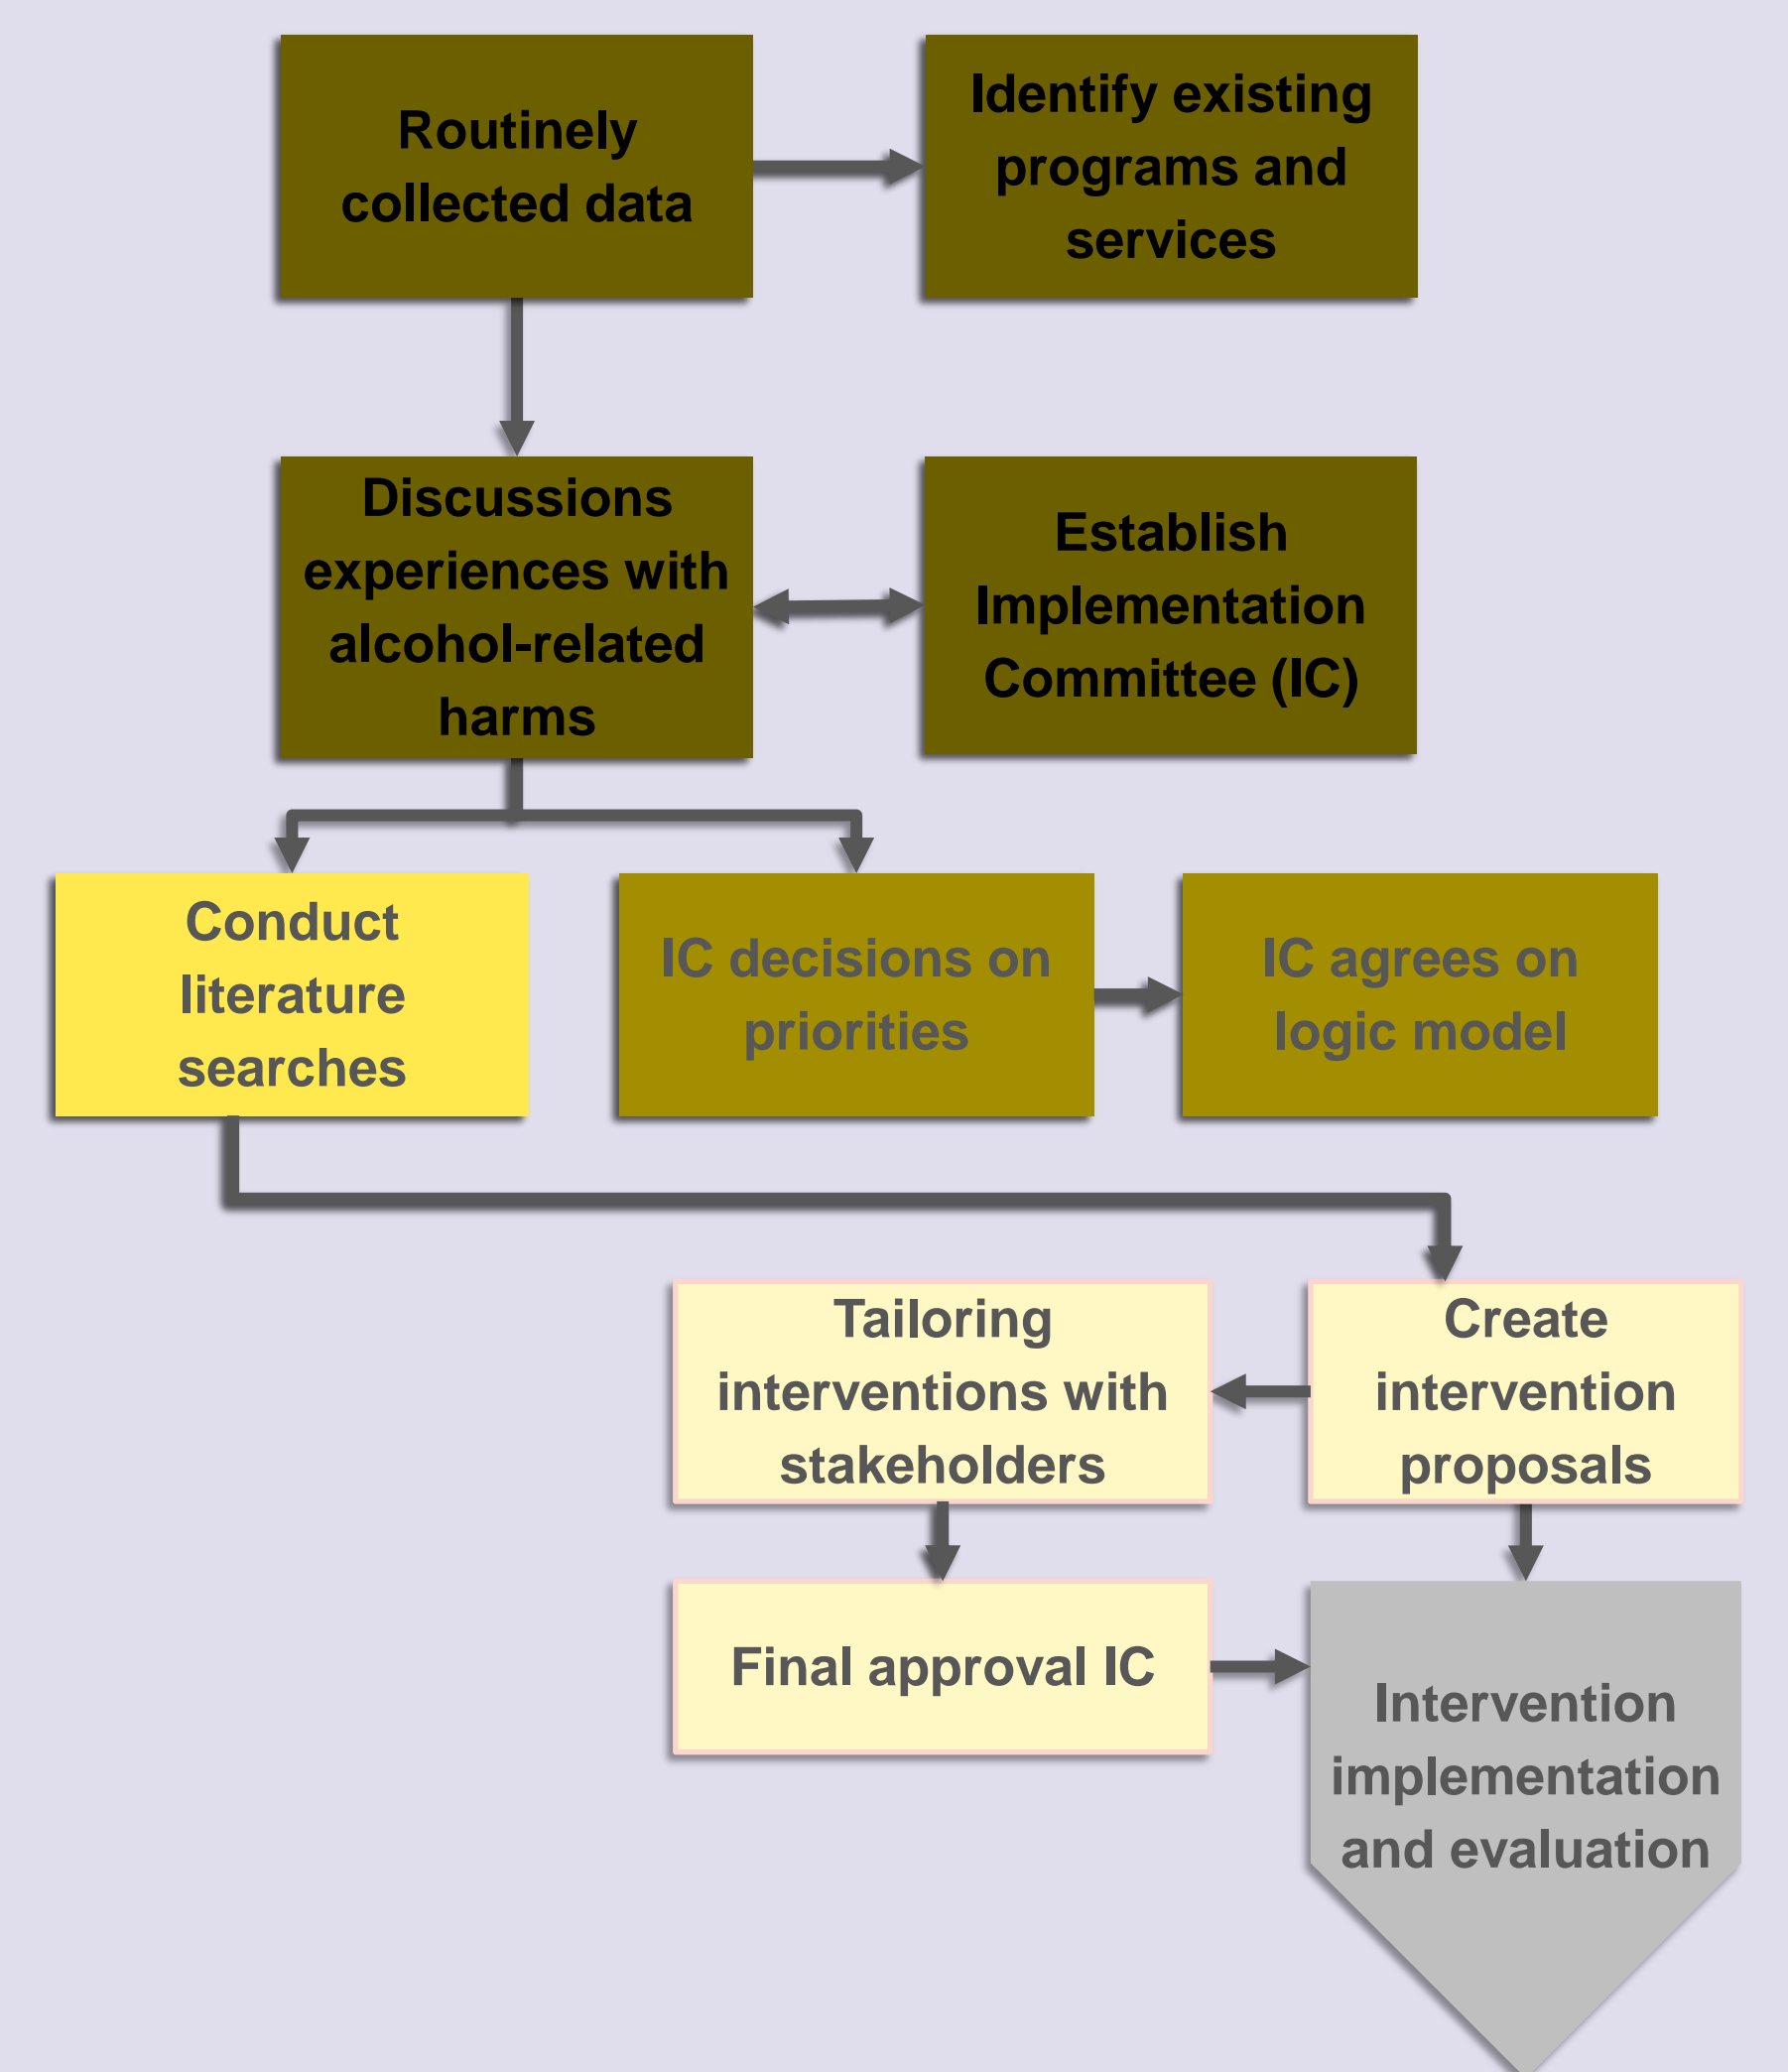 Routinely
collected data
Identify existing
programs and
services
Discussions
experiences with
alcohol-related
harms
Establish
Implementation
Committee (IC)
Conduct
literature
searches
IC decisions on
priorities
IC agrees on
logic model
Tailoring
interventions with
stakeholders
Create
intervention
proposals
Final approval IC
Intervention
implementation
and evaluation